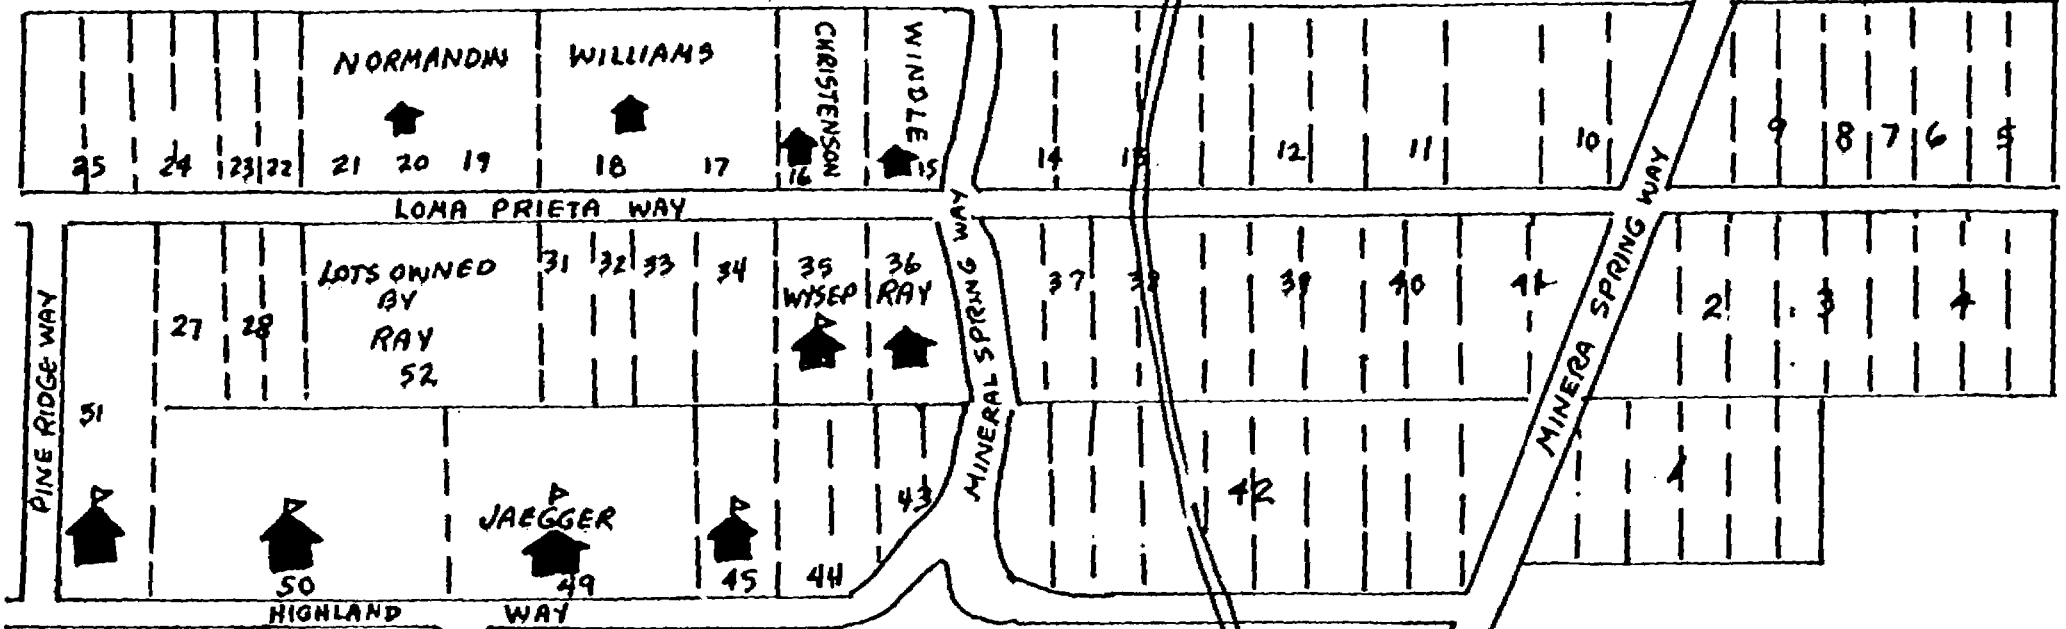 NORMANDIN
WILLIAMS
CHRISTENSON
WINDLE
25 24 23 22 21 20 19 18 17 16 15 14 13 12 11 10 9 8 7 6 5
LOMA PRIETA WAY
MINERAL SPRING WAY
MINERA SPRING WAY
PINE RIDGE WAY
27 28
LOTS OWNED
BY
RAY
52
31 32 33 34
35
WYSEP
36
RAY
37 38 39 40 41
2 3 4
51
50
JAEGGER
49
45 44 43
42
1
HIGHLAND WAY